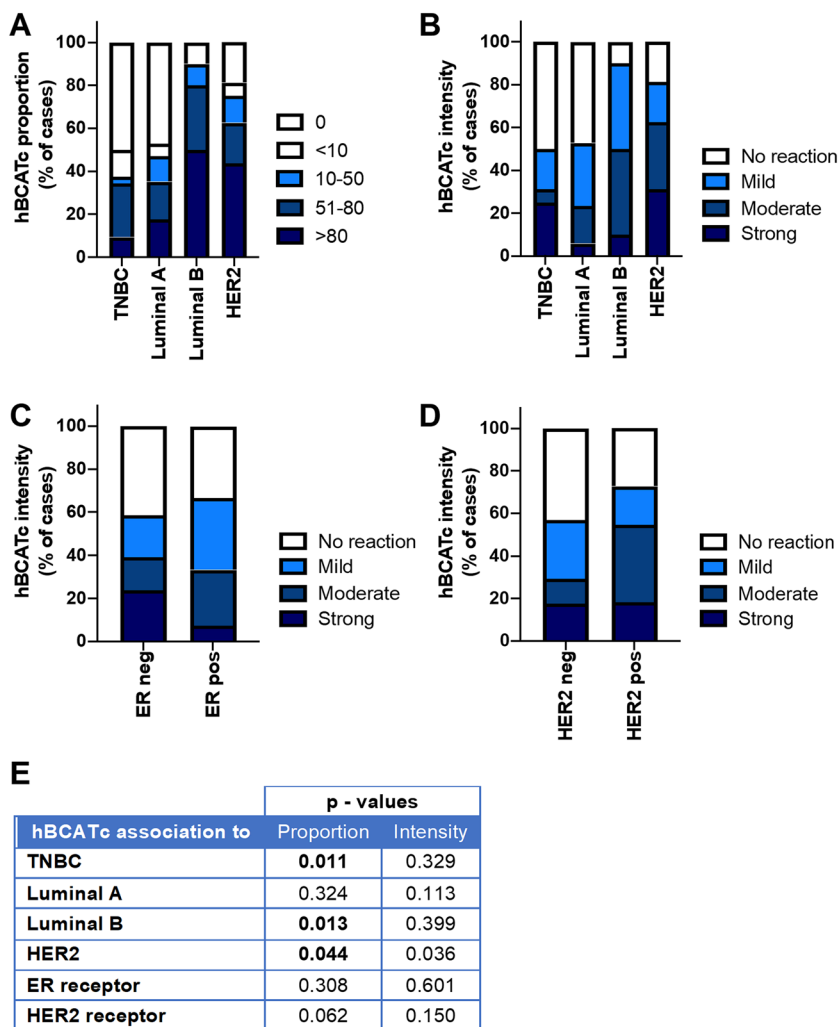 A
hBCATc proportion
(% of cases)
100
80
60
40
20
0
TNBC
Luminal A
Luminal B
HER2
0
<10
10-50
51-80
>80
B
hBCATc intensity
(% of cases)
100
80
60
40
20
0
TNBC
Luminal A
Luminal B
HER2
No reaction
Mild
Moderate
Strong
C
hBCATc intensity
(% of cases)
100
80
60
40
20
0
ER neg
ER pos
No reaction
Mild
Moderate
Strong
D
hBCATc intensity
(% of cases)
100
80
60
40
20
0
HER2 neg
HER2 pos
No reaction
Mild
Moderate
Strong
E
p - values
hBCATc association to Proportion Intensity
TNBC 0.011 0.329
Luminal A 0.324 0.113
Luminal B 0.013 0.399
HER2 0.044 0.036
ER receptor 0.308 0.601
HER2 receptor 0.062 0.150